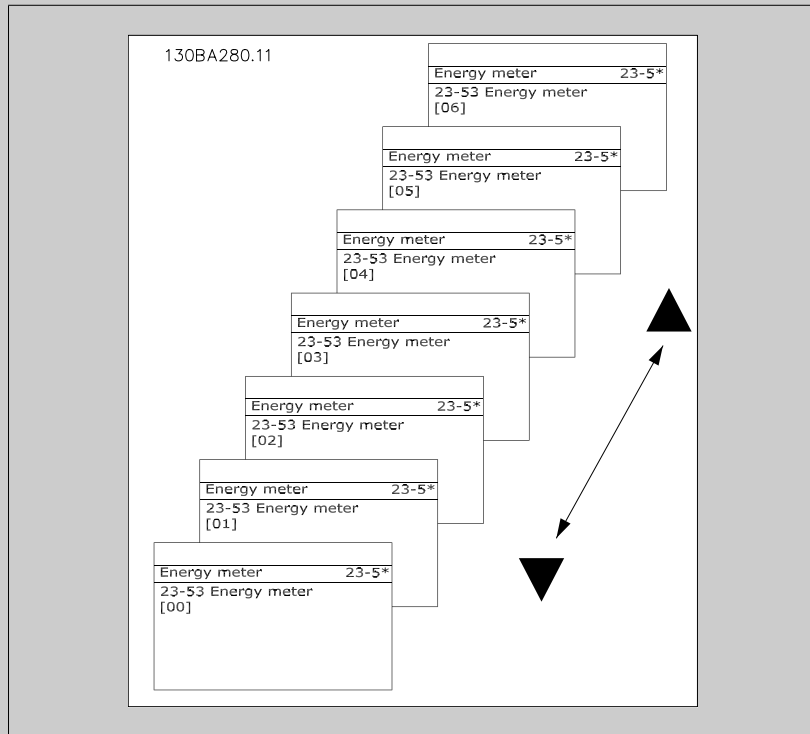 130BA280.11
Energy meter 23-5*
23-53 Energy meter
[06]
Energy meter 23-5*
23-53 Energy meter
[05]
Energy meter 23-5*
23-53 Energy meter
[04]
Energy meter 23-5*
23-53 Energy meter
[03]
Energy meter 23-5*
23-53 Energy meter
[02]
Energy meter 23-5*
23-53 Energy meter
[01]
Energy meter 23-5*
23-53 Energy meter
[00]